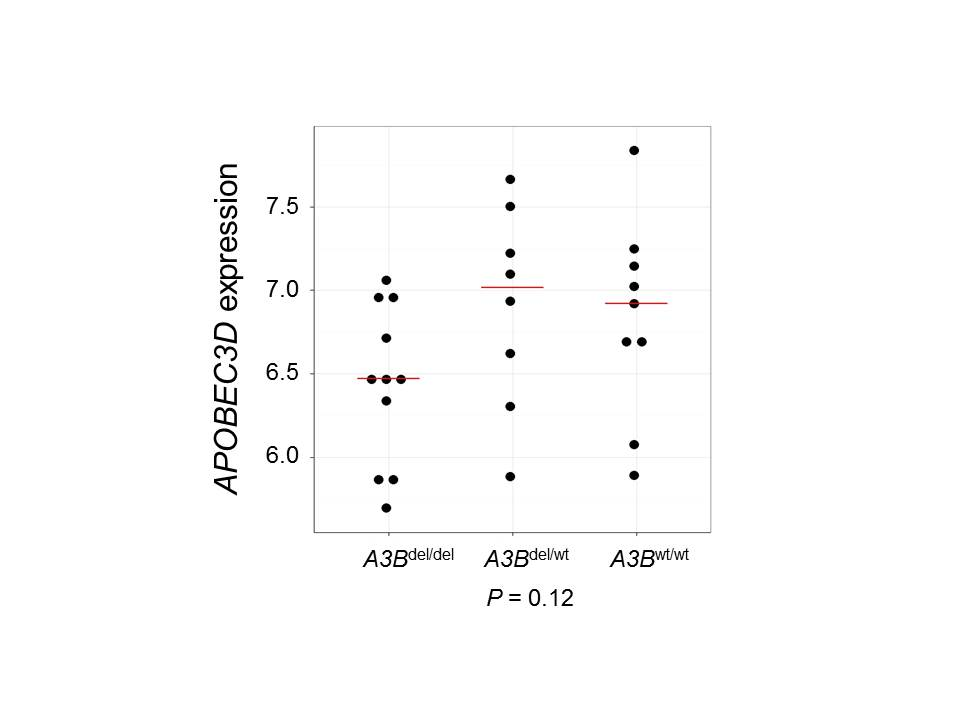 APOBEC3D expression
7.5
7.0
6.5
6.0
A3Bdel/del A3Bdel/wt A3Bwt/wt
P = 0.12